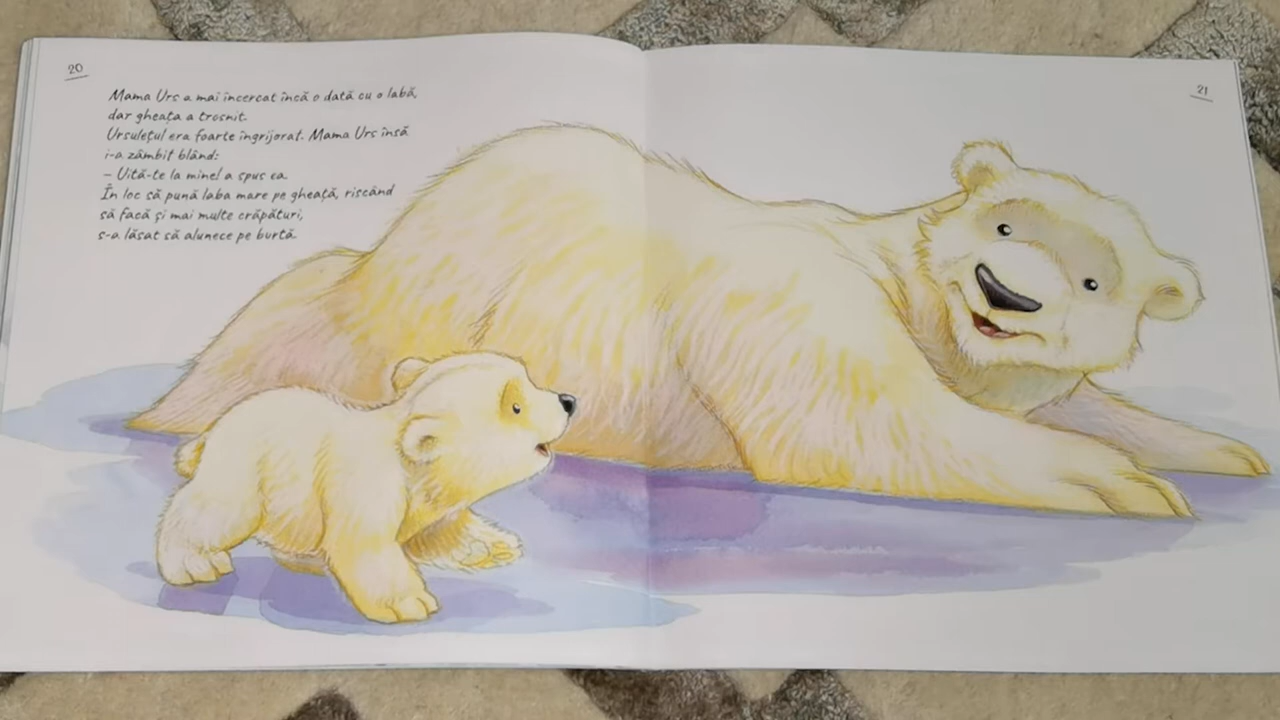 20
Mama Urs a mai încercat încă o dată cu o labă,
dar gheața a trosnit.
Ursulețul era foarte îngrijorat. Mama Urs însă
i-a zâmbit blând:
– Uită-te la mine! a spus ea.
În loc să pună laba mare pe gheață, riscând
să facă și mai multe crăpături,
s-a lăsat să alunece pe burtă.
21